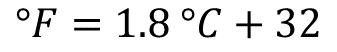 °F = 1.8 °C + 32